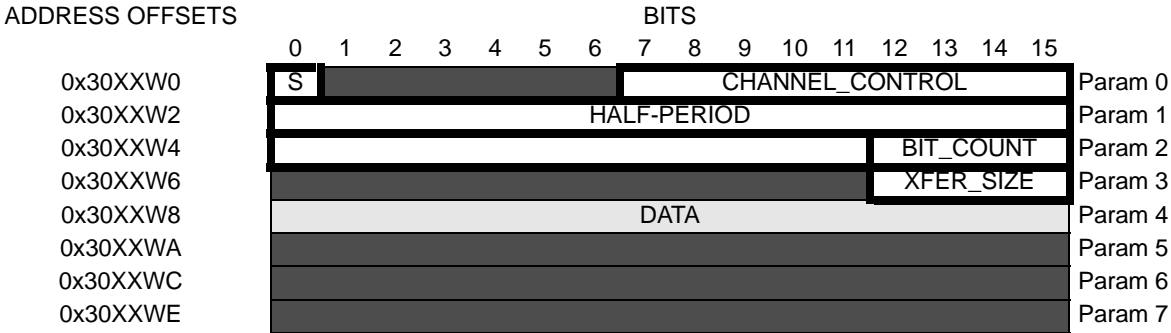 ADDRESS OFFSETS BITS
0 1 2 3 4 5 6 7 8 9 10 11 12 13 14 15
0x30XXW0 S CHANNEL_CONTROL Param 0
0x30XXW2 HALF-PERIOD Param 1
0x30XXW4 BIT_COUNT Param 2
0x30XXW6 XFER_SIZE Param 3
0x30XXW8 DATA Param 4
0x30XXWA Param 5
0x30XXWC Param 6
0x30XXWE Param 7